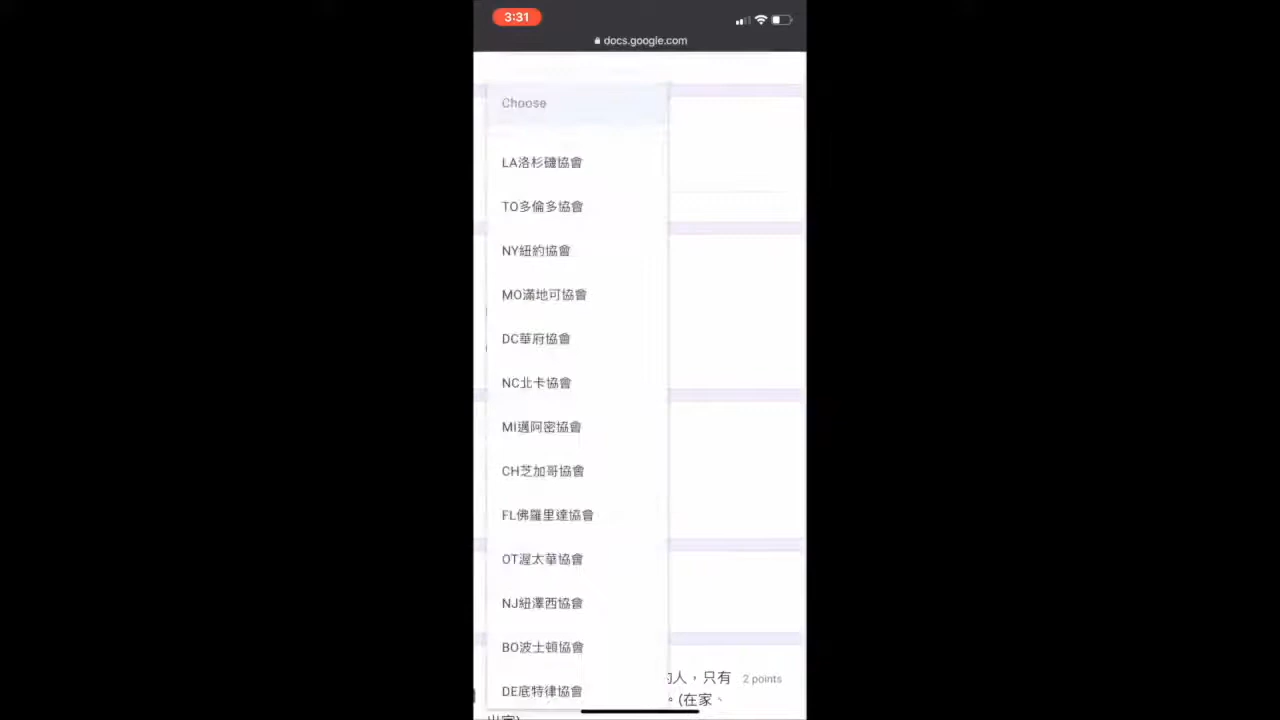 3:31
docs.google.com
Choose
LA洛杉磯協會
TO多倫多協會
NY紐約協會
MO滿地可協會
DC華府協會
NC北卡協會
MI邁阿密協會
CH芝加哥協會
FL佛羅里達協會
OT渥太華協會
NJ紐澤西協會
BO波士頓協會
DE底特律協會
的人，只有 2 points
。(在家、
出家)